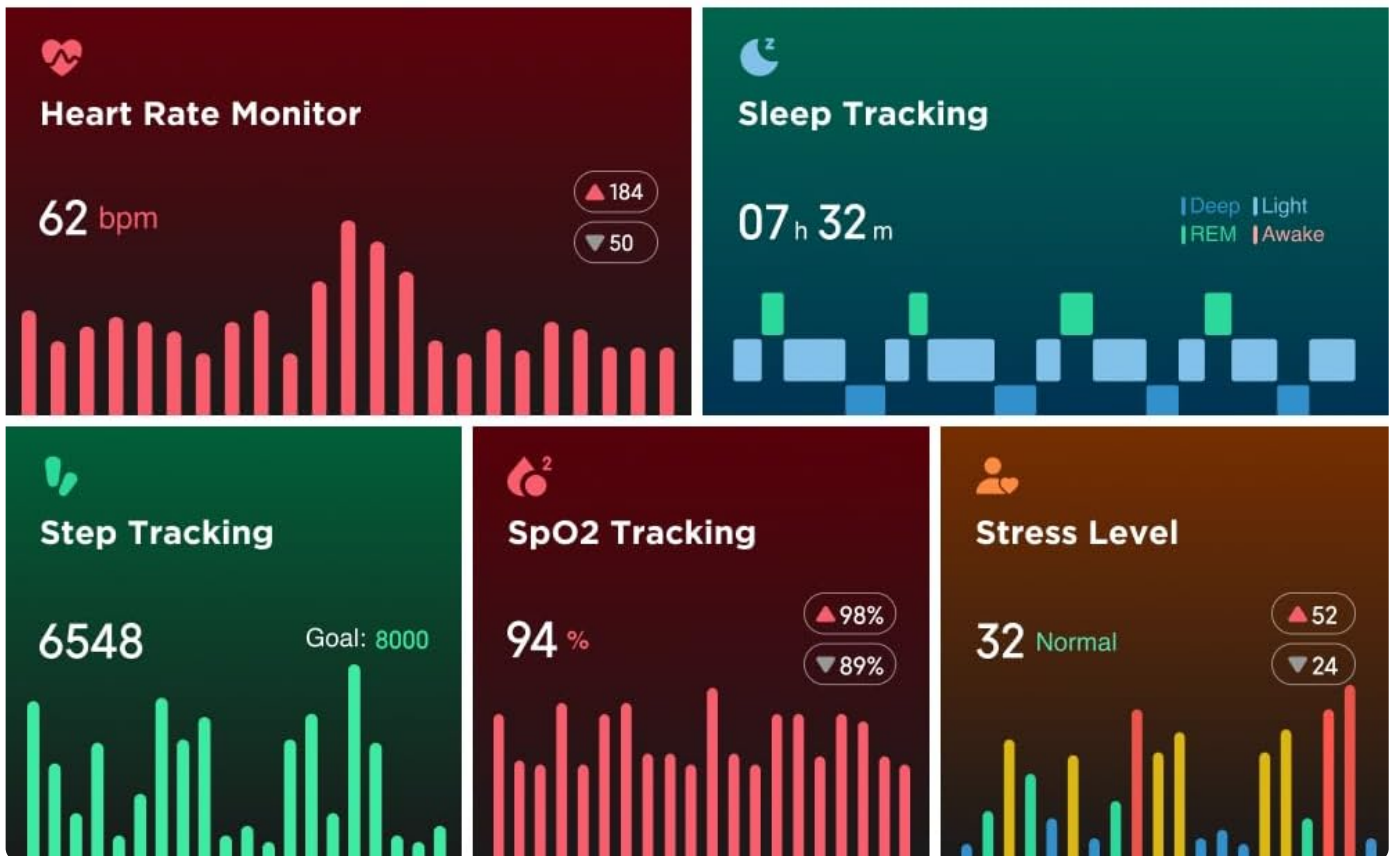 Heart Rate Monitor
62 bpm
▲ 184
▼ 50
z
Sleep Tracking
07 h 32 m
Deep Light
REM Awake
Step Tracking
6548
Goal: 8000
2
SpO2 Tracking
94 %
▲ 98%
▼ 89%
Stress Level
32 Normal
▲ 52
▼ 24